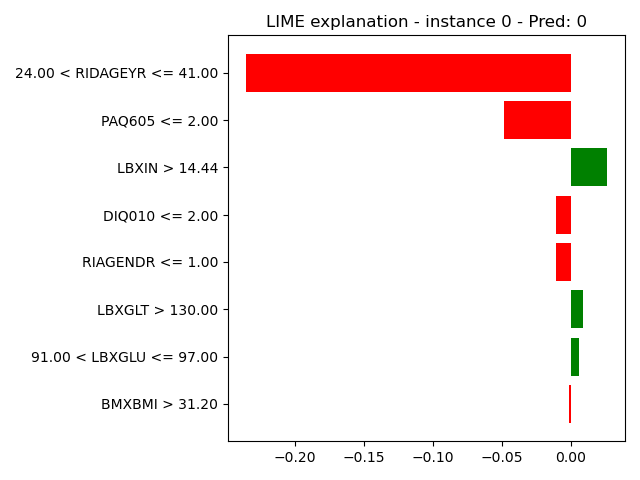 LIME explanation - instance 0 - Pred: 0
24.00 < RIDAGEYR <= 41.00
PAQ605 <= 2.00
LBXIN > 14.44
DIQ010 <= 2.00
RIAGENDR <= 1.00
LBXGLT > 130.00
91.00 < LBXGLU <= 97.00
BMXBMI > 31.20
−0.20 −0.15 −0.10 −0.05 0.00